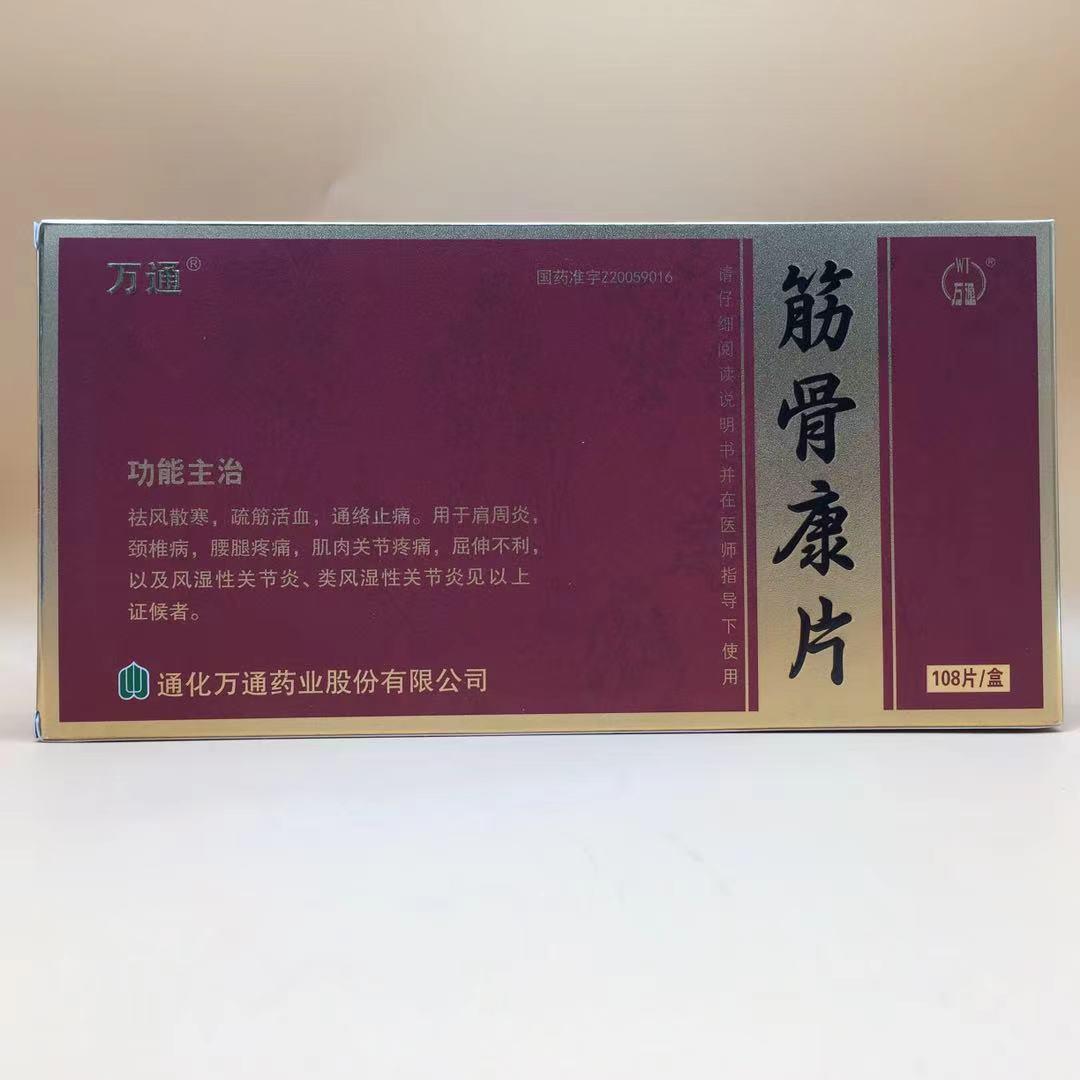 万通®
国药准字Z20059016
功能主治
祛风散寒，疏筋活血，通络止痛。用于肩周炎，
颈椎病，腰腿疼痛，肌肉关节疼痛，屈伸不利，
以及风湿性关节炎、类风湿性关节炎见以上
证候者。
通化万通药业股份有限公司
请仔细阅读说明书并在医师指导下使用
筋骨康片
WT
万通
®
108片/盒